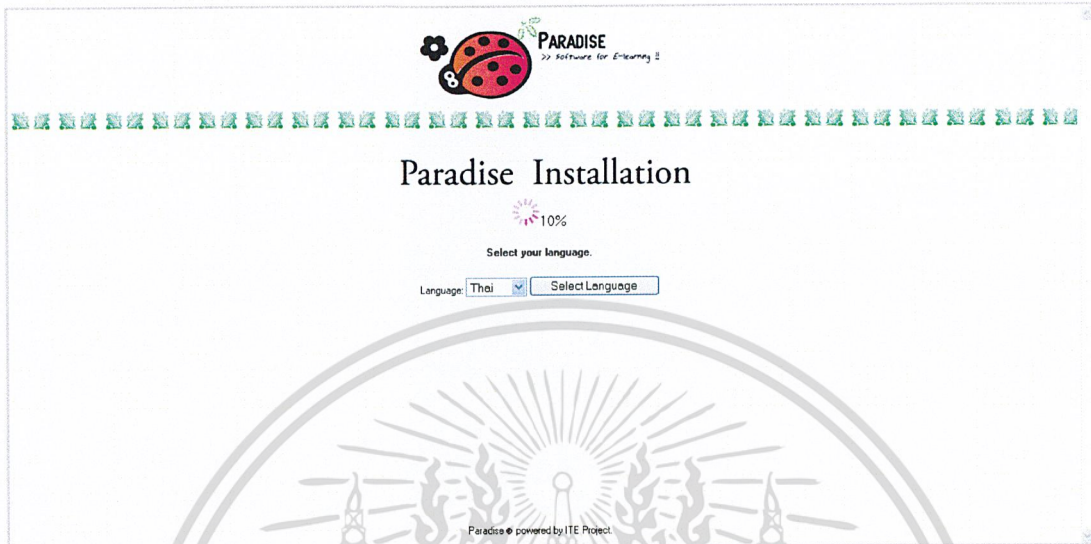 PARADISE
>> Software for E-learning !!
Paradise Installation
10%
Select your language.
Language: Thai Select Language
Paradise © powered by ITE Project.